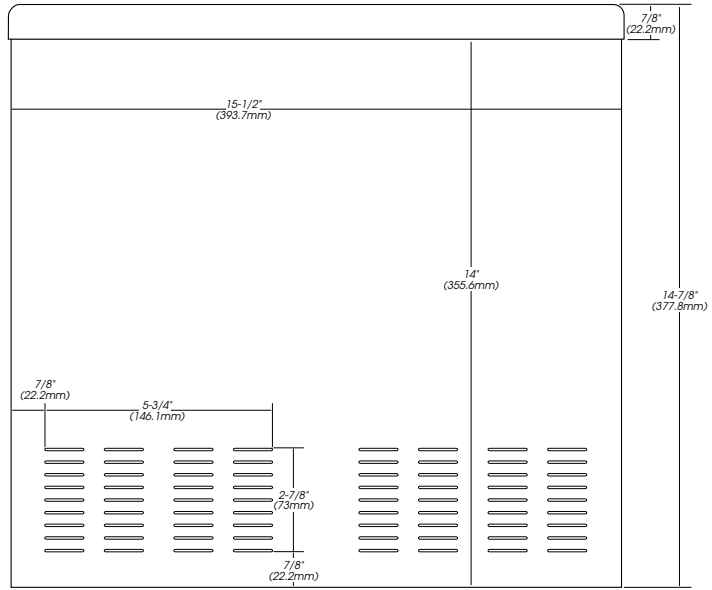 7/8"
(22.2mm)
15-1/2"
(393.7mm)
14"
(355.6mm)
14-7/8"
(377.8mm)
7/8"
(22.2mm)
5-3/4"
(146.1mm)
2-7/8"
(73mm)
7/8"
(22.2mm)